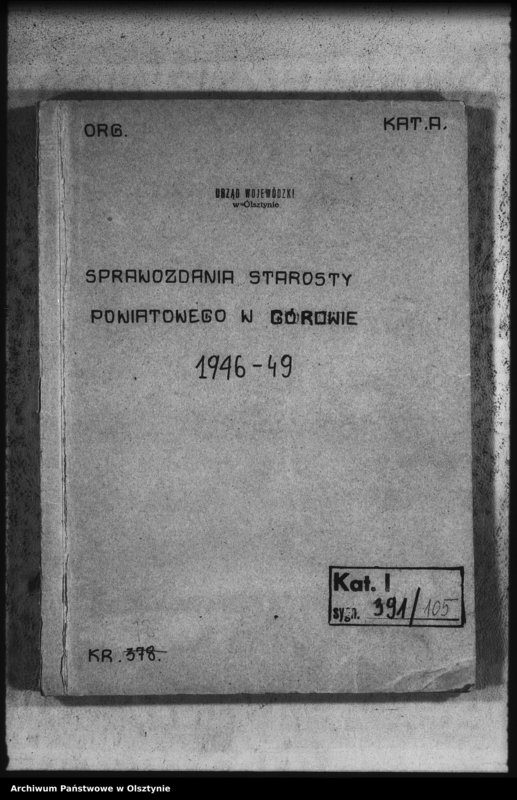 ORG.
KAT.A.
URZĄD WOJEWÓDZKI
w Olsztynie
SPRAWOZDANIA STAROSTY
POWIATOWEGO W GÓROWIE
1946-49
Kat. I
sygn. 391/105
KR. 378.
Archiwum Państwowe w Olsztynie